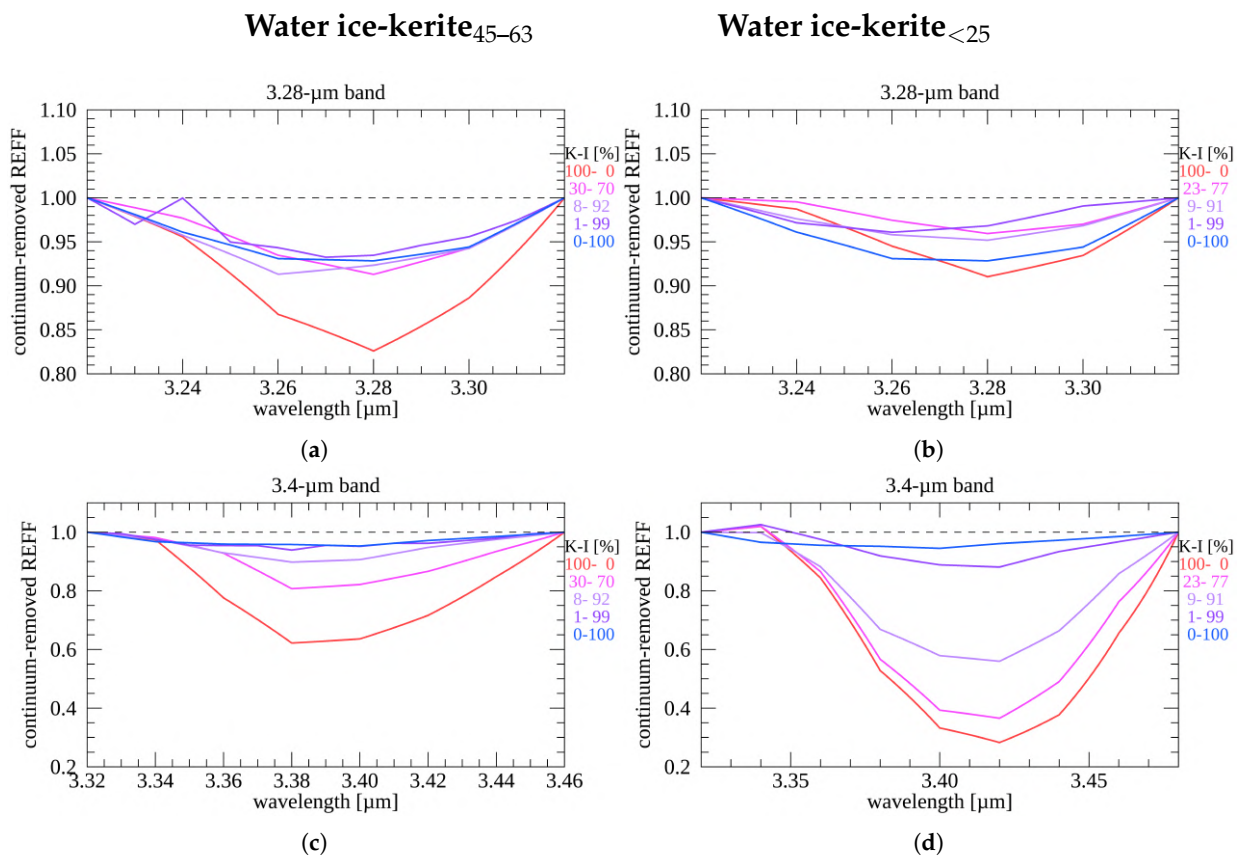 Water ice-kerite45–63
Water ice-kerite<25
3.28-µm band
continuum-removed REFF
1.10
1.05
1.00
0.95
0.90
0.85
0.80
3.24 3.26 3.28 3.30
wavelength [µm]
K-I [%]
100- 0
30- 70
8- 92
1- 99
0-100
(a)
3.28-µm band
continuum-removed REFF
1.10
1.05
1.00
0.95
0.90
0.85
0.80
3.24 3.26 3.28 3.30
wavelength [µm]
K-I [%]
100- 0
23- 77
9- 91
1- 99
0-100
(b)
3.4-µm band
continuum-removed REFF
1.0
0.8
0.6
0.4
0.2
3.32 3.34 3.36 3.38 3.40 3.42 3.44 3.46
wavelength [µm]
K-I [%]
100- 0
30- 70
8- 92
1- 99
0-100
(c)
3.4-µm band
continuum-removed REFF
1.0
0.8
0.6
0.4
0.2
3.35 3.40 3.45
wavelength [µm]
K-I [%]
100- 0
23- 77
9- 91
1- 99
0-100
(d)